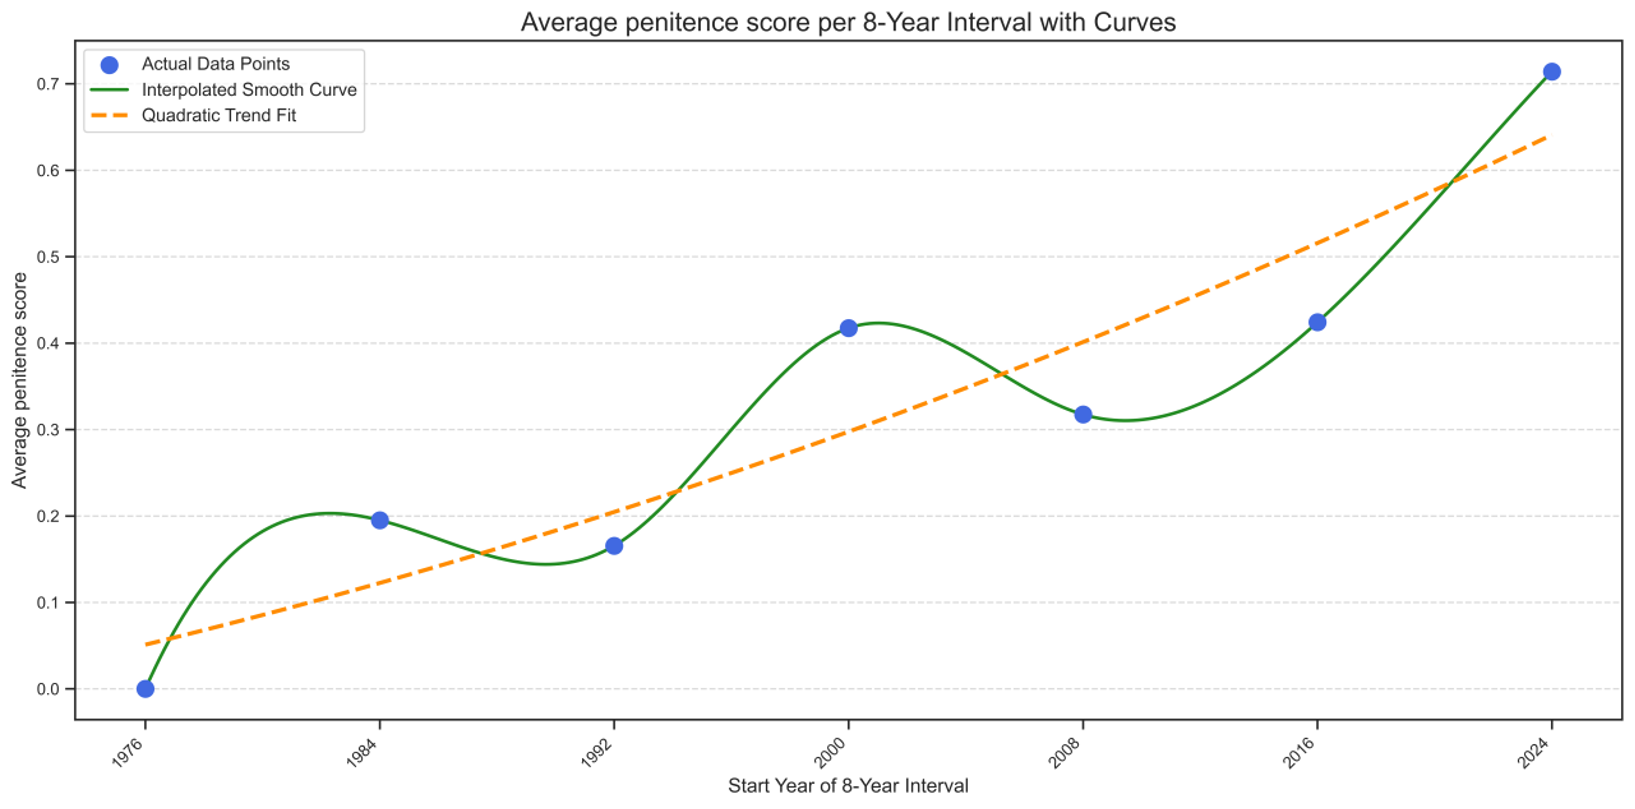 Average penitence score per 8-Year Interval with Curves
Actual Data Points
Interpolated Smooth Curve
Quadratic Trend Fit
Average penitence score
0.7
0.6
0.5
0.4
0.3
0.2
0.1
0.0
1976
1984
1992
2000
2008
2016
2024
Start Year of 8-Year Interval